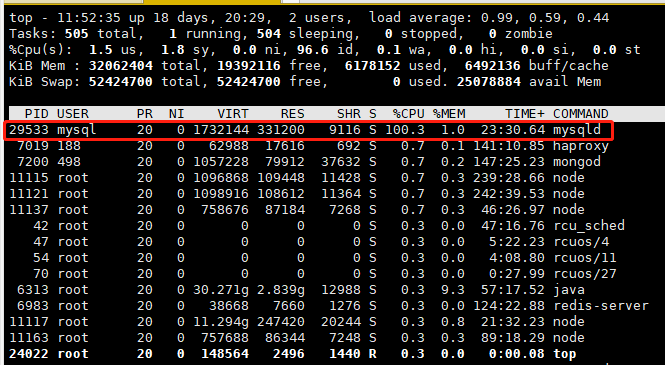 top - 11:52:35 up 18 days, 20:29,  2 users,  load average: 0.99, 0.59, 0.44
Tasks: 505 total,   1 running, 504 sleeping,   0 stopped,   0 zombie
%Cpu(s):  1.5 us,  1.8 sy,  0.0 ni, 96.6 id,  0.1 wa,  0.0 hi,  0.0 si,  0.0 st
KiB Mem : 32062404 total, 19392116 free,  6178152 used,  6492136 buff/cache
KiB Swap: 52424700 total, 52424700 free,        0 used. 25078884 avail Mem
PID USER      PR  NI    VIRT    RES    SHR S  %CPU %MEM     TIME+ COMMAND
29533 mysql     20   0 1732144 331200   9116 S 100.3  1.0  23:30.64 mysqld
7019 188       20   0   62988  17616    692 S   0.7  0.1 141:10.85 haproxy
7200 498       20   0 1057228  79912  37632 S   0.7  0.2 147:25.23 mongod
11115 root      20   0 1096868 109448  11428 S   0.7  0.3 239:28.66 node
11121 root      20   0 1098916 108612  11364 S   0.7  0.3 242:39.53 node
11137 root      20   0  758676  87184   7268 S   0.7  0.3  46:26.97 node
42 root      20   0       0      0      0 S   0.3  0.0  47:16.76 rcu_sched
47 root      20   0       0      0      0 S   0.3  0.0   5:22.23 rcuos/4
54 root      20   0       0      0      0 S   0.3  0.0   4:08.80 rcuos/11
70 root      20   0       0      0      0 S   0.3  0.0   0:27.99 rcuos/27
6313 root      20   0 30.271g 2.839g  12988 S   0.3  9.3  57:17.52 java
6983 root      20   0   38668   7660   1276 S   0.3  0.0 124:22.88 redis-server
11117 root      20   0 11.294g 247420  20244 S   0.3  0.8  21:32.23 node
11163 root      20   0  757688  86344   7248 S   0.3  0.3  89:18.29 node
24022 root      20   0  148564   2496   1440 R   0.3  0.0   0:00.08 top